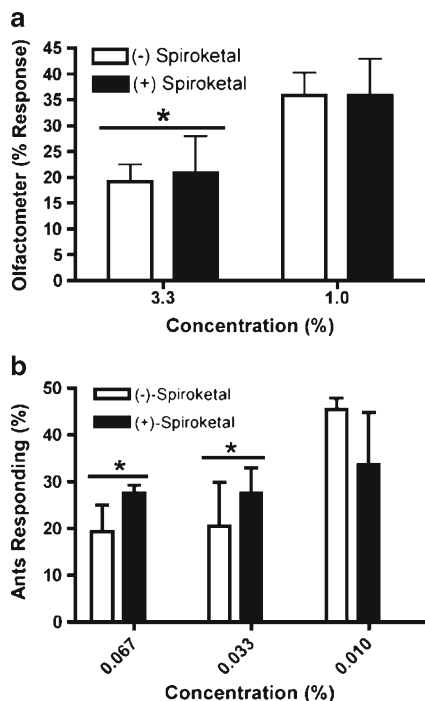 a
Olfactometer (% Response)
45
40
35
30
25
20
15
10
5
0
(-) Spiroketal
(+) Spiroketal
*
3.3 1.0
Concentration (%)
b
Ants Responding (%)
50
40
30
20
10
0
(-)-Spiroketal
(+)-Spiroketal
* *
0.067 0.033 0.010
Concentration (%)